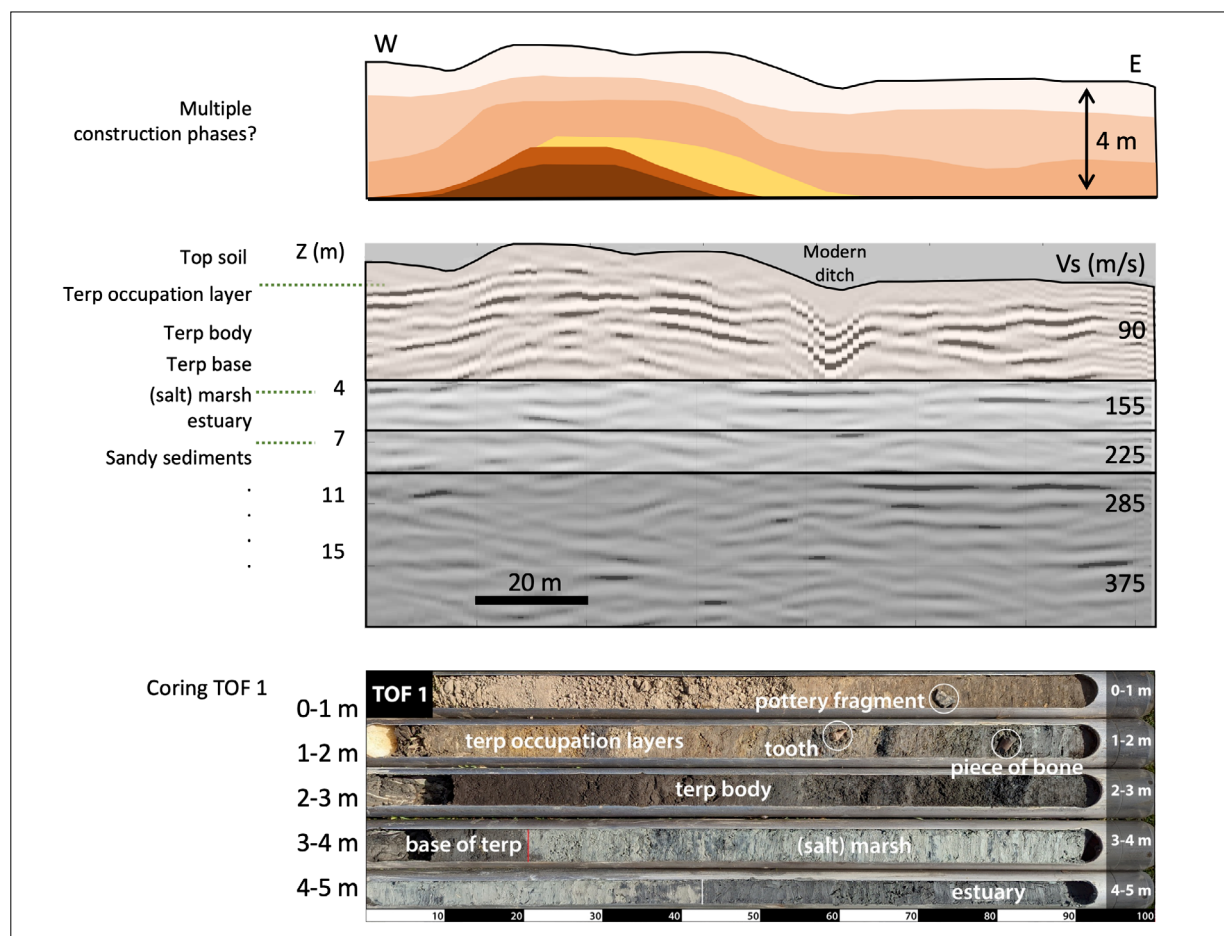 W
E
Multiple
construction phases?
4 m
Z (m)
Top soil
Terp occupation layer
Terp body
Terp base
(salt) marsh
estuary
Sandy sediments
.
.
.
.
4
7
11
15
Modern
ditch
Vs (m/s)
90
155
225
285
375
20 m
Coring TOF 1
0-1 m
1-2 m
2-3 m
3-4 m
4-5 m
TOF 1
pottery fragment
0-1 m
terp occupation layers
tooth
piece of bone
1-2 m
terp body
2-3 m
base of terp
(salt) marsh
3-4 m
estuary
4-5 m
10 20 30 40 50 60 70 80 90 100